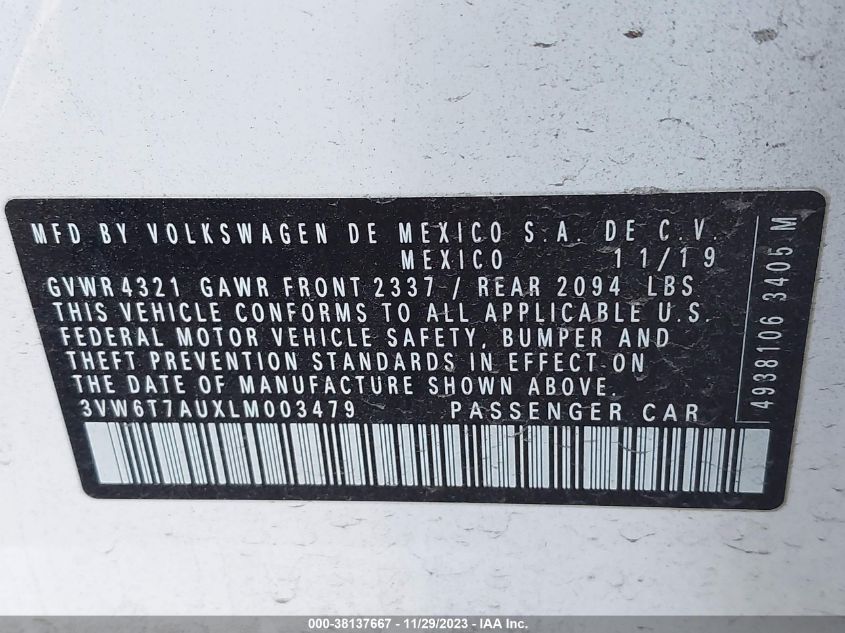 MFD BY VOLKSWAGEN DE MEXICO S.A. DE C.V.
MEXICO 11/19
GVWR 4321 GAWR FRONT 2337 / REAR 2094 LBS
THIS VEHICLE CONFORMS TO ALL APPLICABLE U.S.
FEDERAL MOTOR VEHICLE SAFETY, BUMPER AND
THEFT PREVENTION STANDARDS IN EFFECT ON
THE DATE OF MANUFACTURE SHOWN ABOVE.
3VW6T7AUXLM003479 PASSENGER CAR
4938106 3405 M
000-38137667 - 11/29/2023 - IAA Inc.